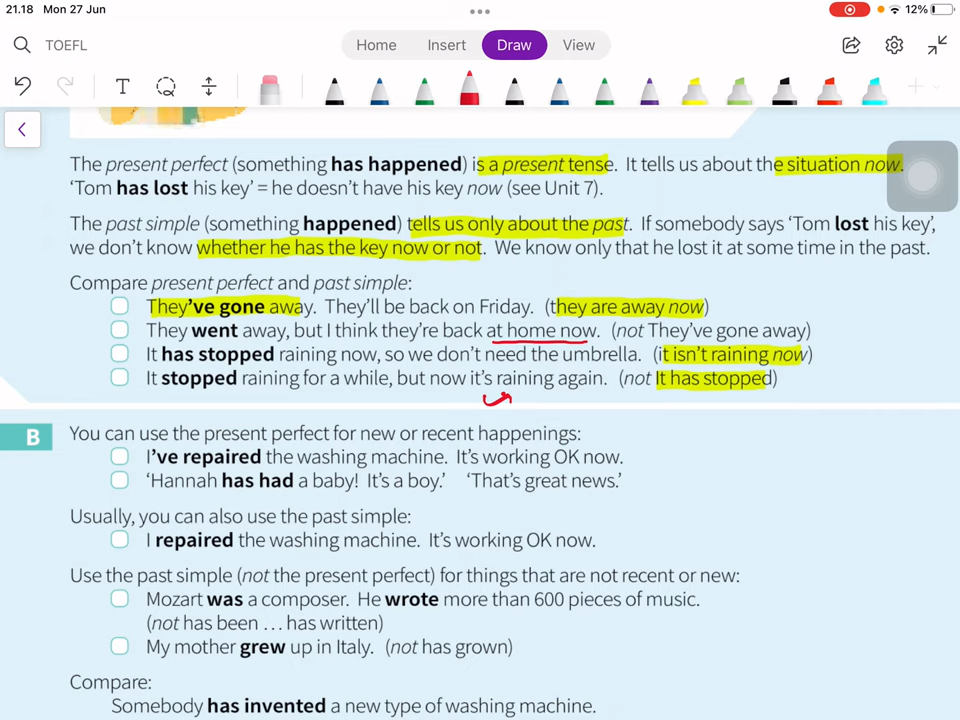 21.18 Mon 27 Jun
12%
TOEFL
Home Insert Draw View
T
The present perfect (something has happened) is a present tense. It tells us about the situation now.
‘Tom has lost his key’ = he doesn’t have his key now (see Unit 7).
The past simple (something happened) tells us only about the past. If somebody says ‘Tom lost his key’,
we don’t know whether he has the key now or not. We know only that he lost it at some time in the past.
Compare present perfect and past simple:
They’ve gone away. They’ll be back on Friday. (they are away now)
They went away, but I think they’re back at home now. (not They’ve gone away)
It has stopped raining now, so we don’t need the umbrella. (it isn’t raining now)
It stopped raining for a while, but now it’s raining again. (not It has stopped)
B
You can use the present perfect for new or recent happenings:
I’ve repaired the washing machine. It’s working OK now.
‘Hannah has had a baby! It’s a boy.’ ‘That’s great news.’
Usually, you can also use the past simple:
I repaired the washing machine. It’s working OK now.
Use the past simple (not the present perfect) for things that are not recent or new:
Mozart was a composer. He wrote more than 600 pieces of music.
(not has been … has written)
My mother grew up in Italy. (not has grown)
Compare:
Somebody has invented a new type of washing machine.